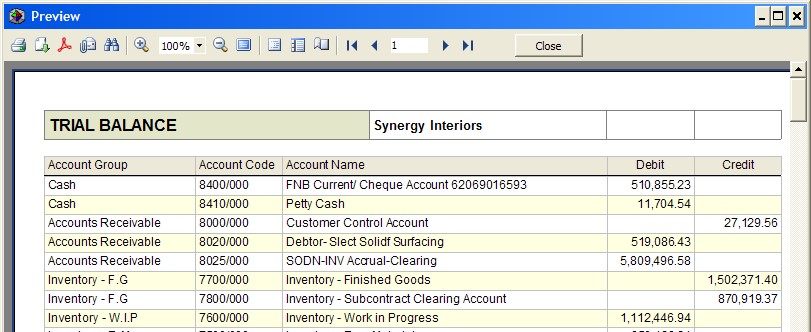 Preview
100% 1 Close
TRIAL BALANCE Synergy Interiors
Account Group Account Code Account Name Debit Credit
Cash 8400/000 FNB Current/ Cheque Account 62069016593 510,855.23
Cash 8410/000 Petty Cash 11,704.54
Accounts Receivable 8000/000 Customer Control Account 27,129.56
Accounts Receivable 8020/000 Debtor- Slect Solidf Surfacing 519,086.43
Accounts Receivable 8025/000 SODN-INV Accrual-Clearing 5,809,496.58
Inventory - F.G 7700/000 Inventory - Finished Goods 1,502,371.40
Inventory - F.G 7800/000 Inventory - Subcontract Clearing Account 870,919.37
Inventory - W.I.P 7600/000 Inventory - Work in Progress 1,112,446.94